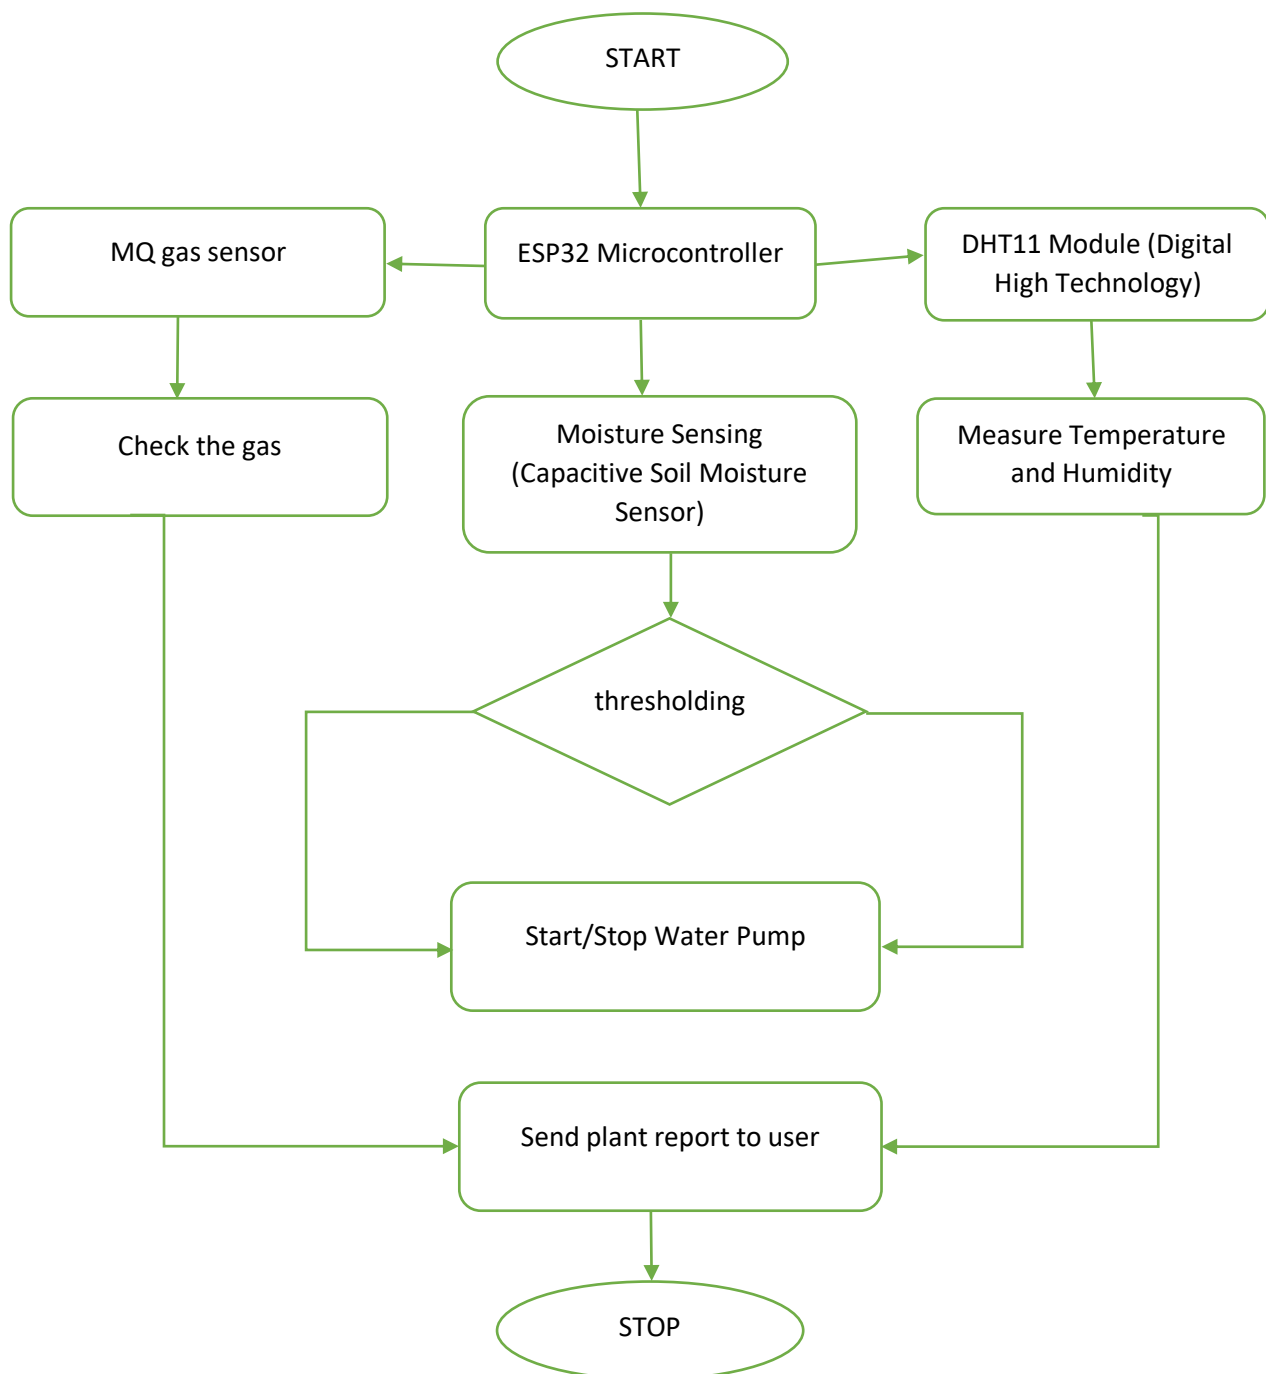 START
MQ gas sensor
ESP32 Microcontroller
DHT11 Module (Digital
High Technology)
Check the gas
Moisture Sensing
(Capacitive Soil Moisture
Sensor)
Measure Temperature
and Humidity
thresholding
Start/Stop Water Pump
Send plant report to user
STOP